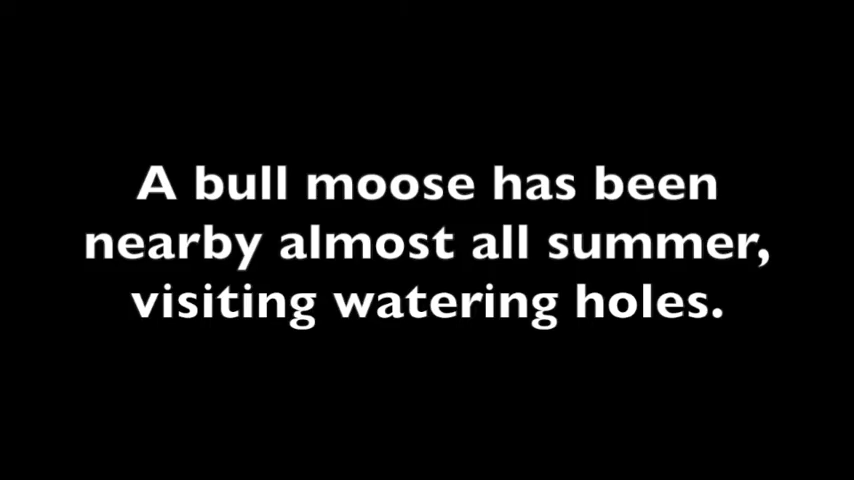 A bull moose has been
nearby almost all summer,
visiting watering holes.